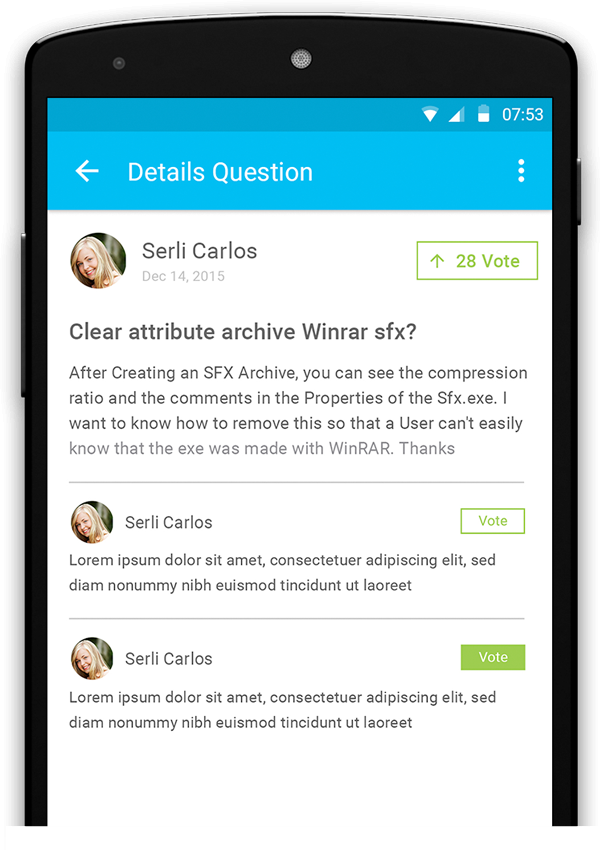 07:53
Details Question
Serli Carlos
Dec 14, 2015
28 Vote
Clear attribute archive Winrar sfx?
After Creating an SFX Archive, you can see the compression
ratio and the comments in the Properties of the Sfx.exe. I
want to know how to remove this so that a User can't easily
know that the exe was made with WinRAR. Thanks
Serli Carlos
Vote
Lorem ipsum dolor sit amet, consectetuer adipiscing elit, sed
diam nonummy nibh euismod tincidunt ut laoreet
Serli Carlos
Vote
Lorem ipsum dolor sit amet, consectetuer adipiscing elit, sed
diam nonummy nibh euismod tincidunt ut laoreet